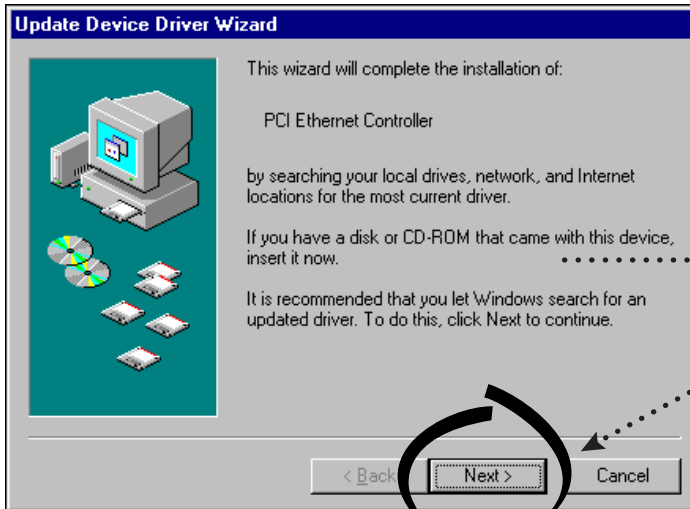 Update Device Driver Wizard
This wizard will complete the installation of:
PCI Ethernet Controller
by searching your local drives, network, and Internet
locations for the most current driver.
If you have a disk or CD-ROM that came with this device,
insert it now.
It is recommended that you let Windows search for an
updated driver. To do this, click Next to continue.
< Back
Next >
Cancel